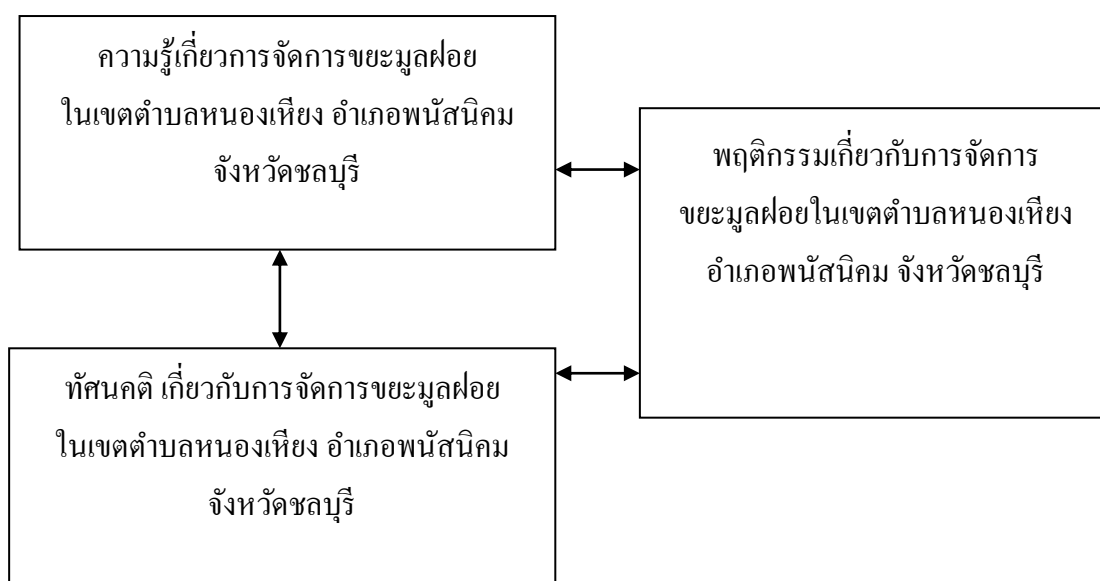 ความรู้เกี่ยวการจัดการขยะมูลฝอย
ในเขตตำบลหนองเหียง อำเภอพนัสนิคม
จังหวัดชลบุรี
พฤติกรรมเกี่ยวกับการจัดการ
ขยะมูลฝอยในเขตตำบลหนองเหียง
อำเภอพนัสนิคม จังหวัดชลบุรี
ทัศนคติ เกี่ยวกับการจัดการขยะมูลฝอย
ในเขตตำบลหนองเหียง อำเภอพนัสนิคม
จังหวัดชลบุรี